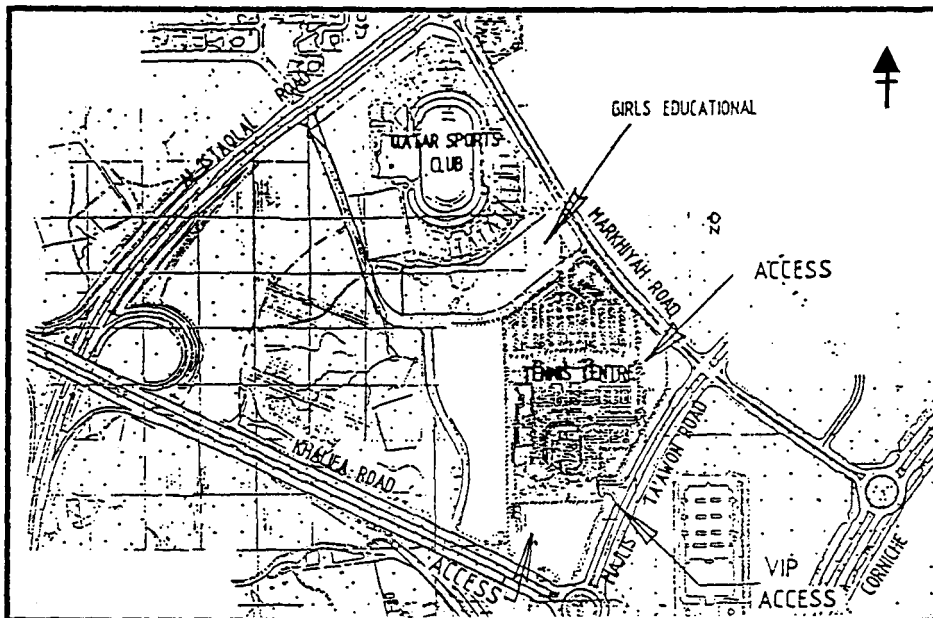 GIRLS EDUCATIONAL
AL ISTAQLAL ROAD
QATAR SPORTS
CLUB
MARKHIYAH ROAD
ACCESS
TENNIS CENTRE
KHALIFA ROAD
MAJLIS TA'AWON ROAD
ACCESS
VIP
ACCESS
CORNICHE